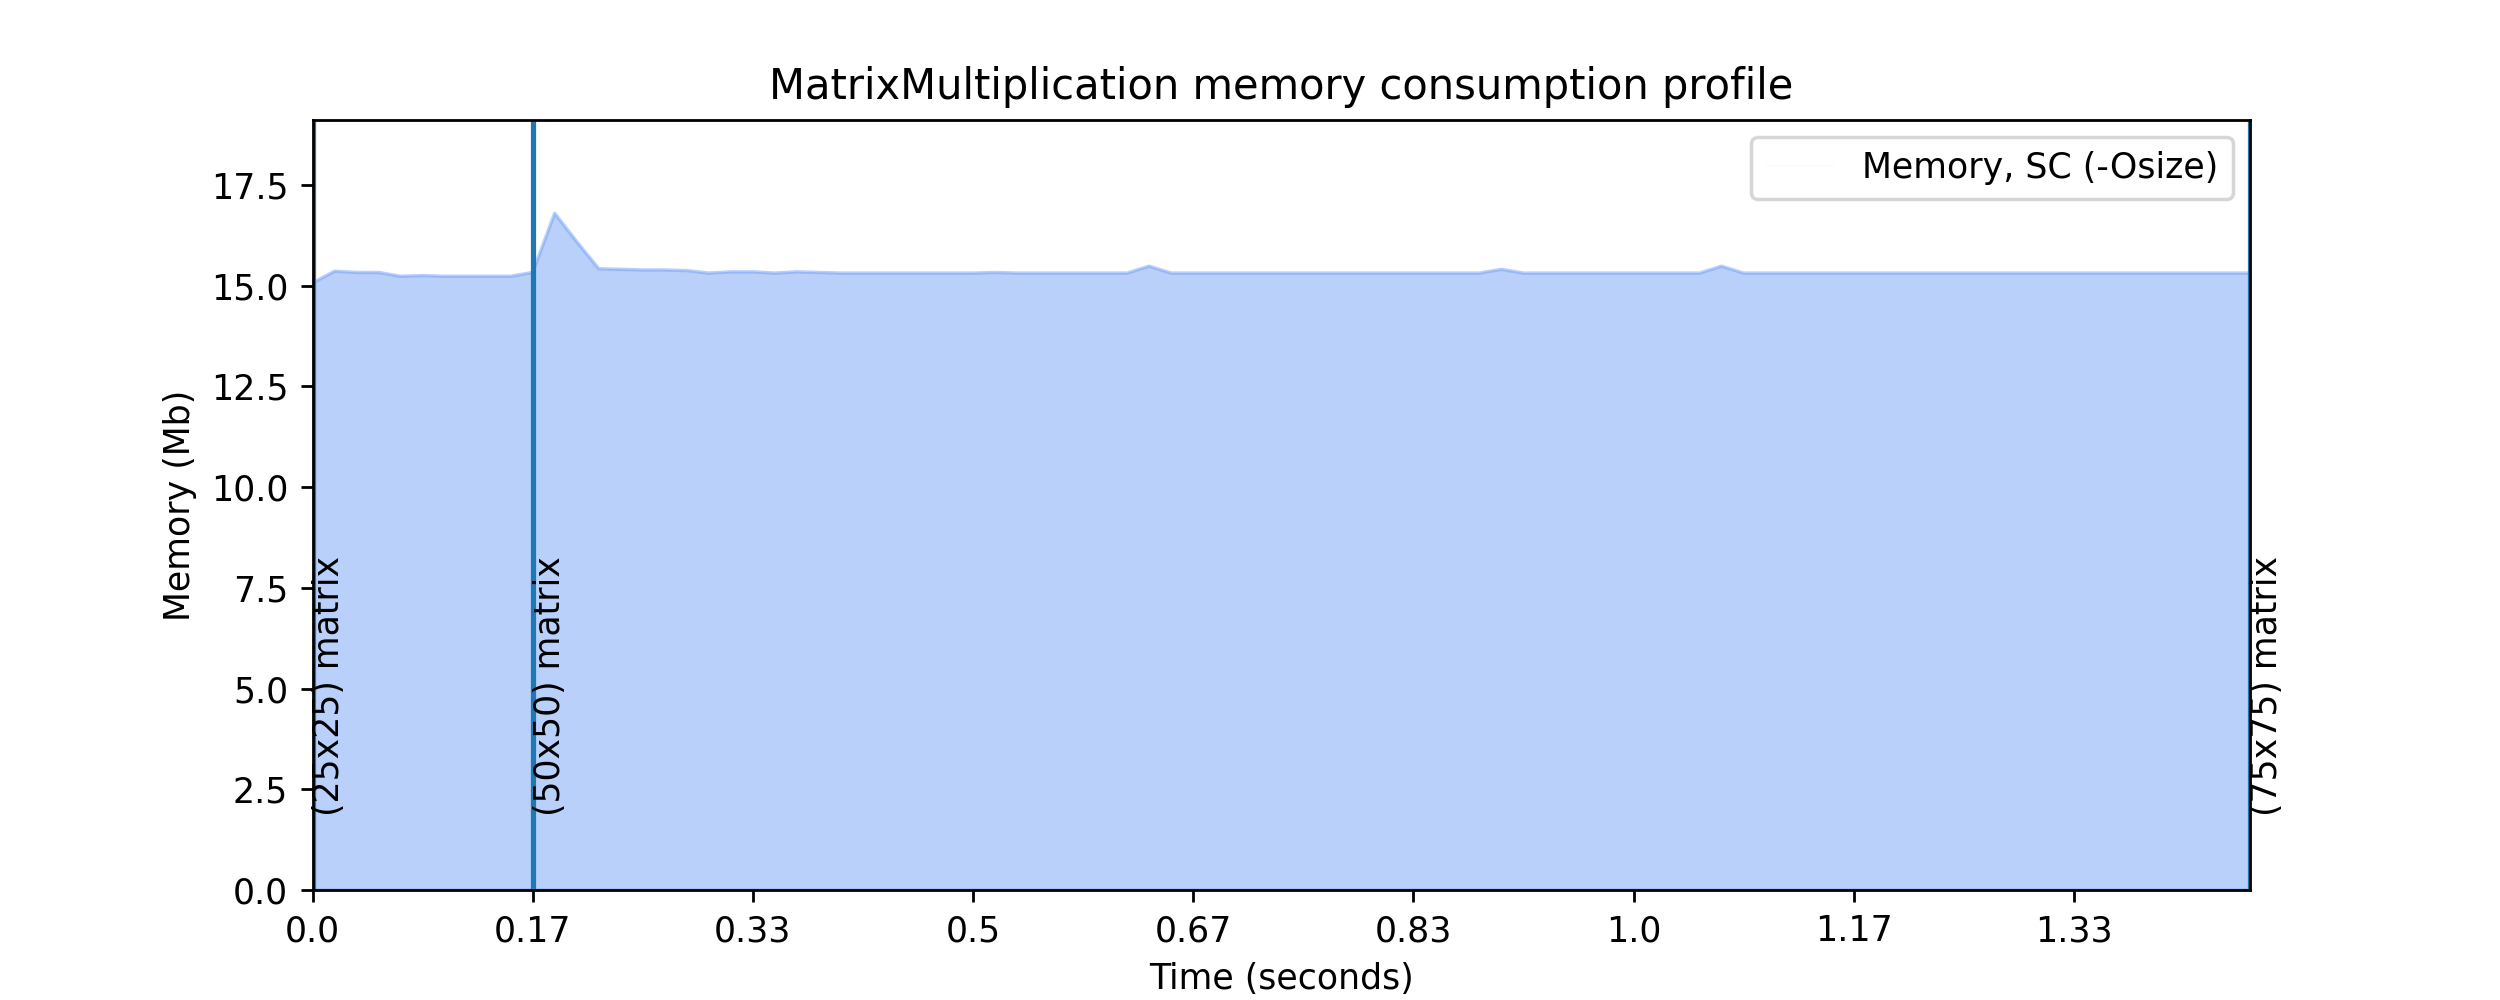 MatrixMultiplication memory consumption profile
Memory, SC (-Osize)
Memory (Mb)
17.5
15.0
12.5
10.0
7.5
5.0
2.5
0.0
(25x25) matrix
(50x50) matrix
(75x75) matrix
0.0 0.17 0.33 0.5 0.67 0.83 1.0 1.17 1.33
Time (seconds)